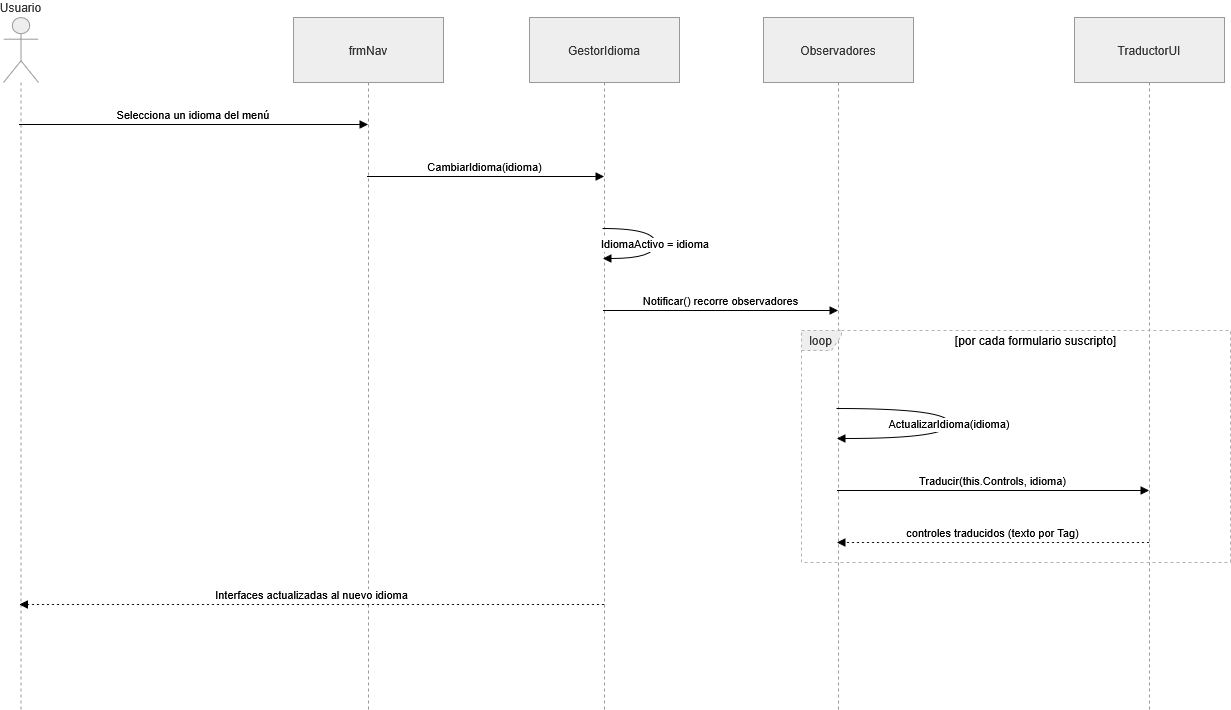 Usuario
frmNav
GestorIdioma
Observadores
TraductorUI
Selecciona un idioma del menú
CambiarIdioma(idioma)
IdiomaActivo = idioma
Notificar() recorre observadores
loop
[por cada formulario suscripto]
ActualizarIdioma(idioma)
Traducir(this.Controls, idioma)
controles traducidos (texto por Tag)
Interfaces actualizadas al nuevo idioma